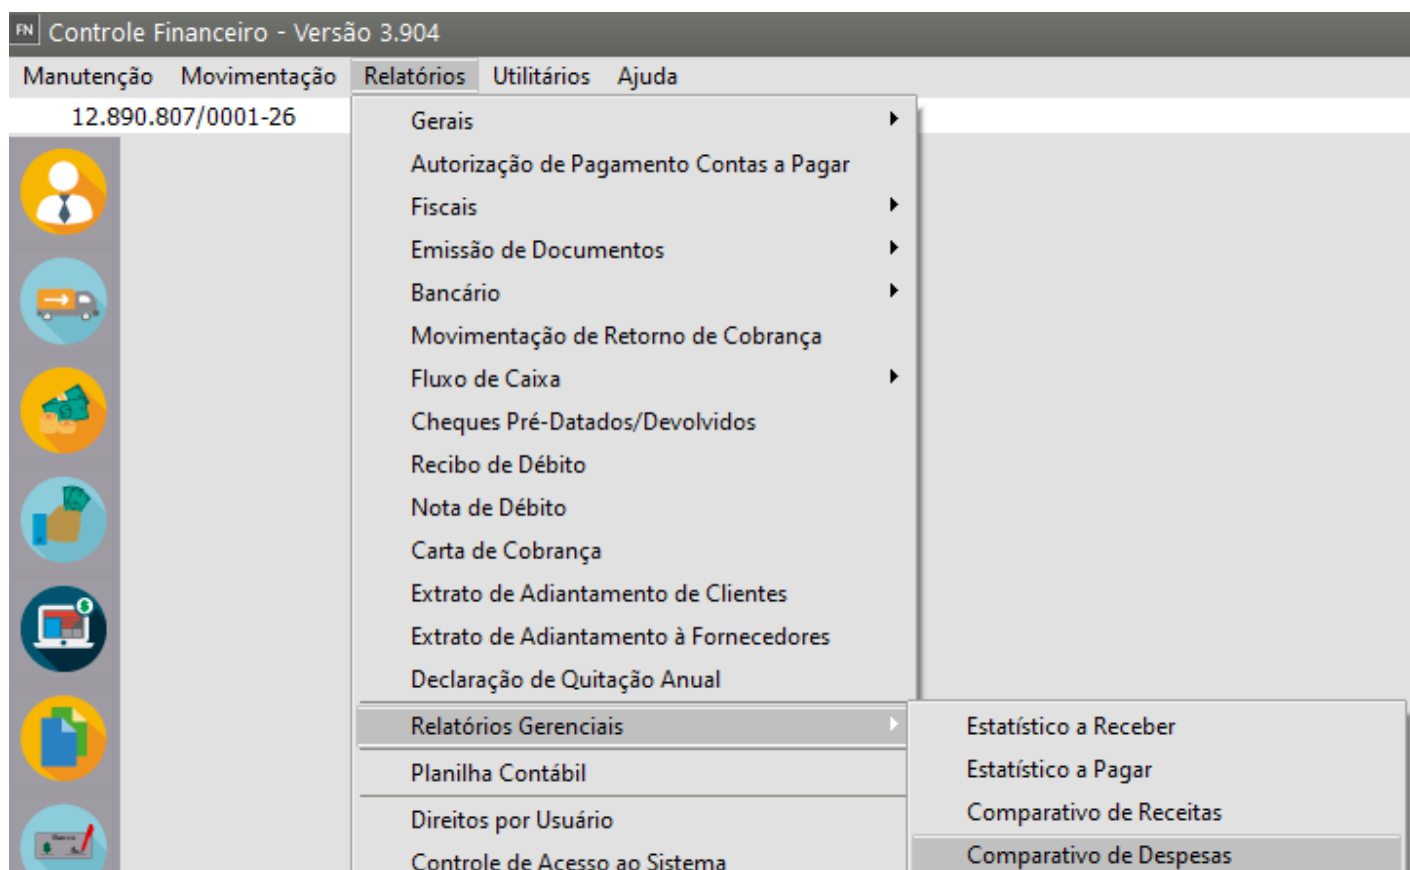 FN Controle Financeiro - Versão 3.904
Manutenção Movimentação Relatórios Utilitários Ajuda
12.890.807/0001-26
Gerais
Autorização de Pagamento Contas a Pagar
Fiscais
Emissão de Documentos
Bancário
Movimentação de Retorno de Cobrança
Fluxo de Caixa
Cheques Pré-Datados/Devolvidos
Recibo de Débito
Nota de Débito
Carta de Cobrança
Extrato de Adiantamento de Clientes
Extrato de Adiantamento à Fornecedores
Declaração de Quitação Anual
Relatórios Gerenciais
Planilha Contábil
Direitos por Usuário
Controle de Acesso ao Sistema
Estatístico a Receber
Estatístico a Pagar
Comparativo de Receitas
Comparativo de Despesas